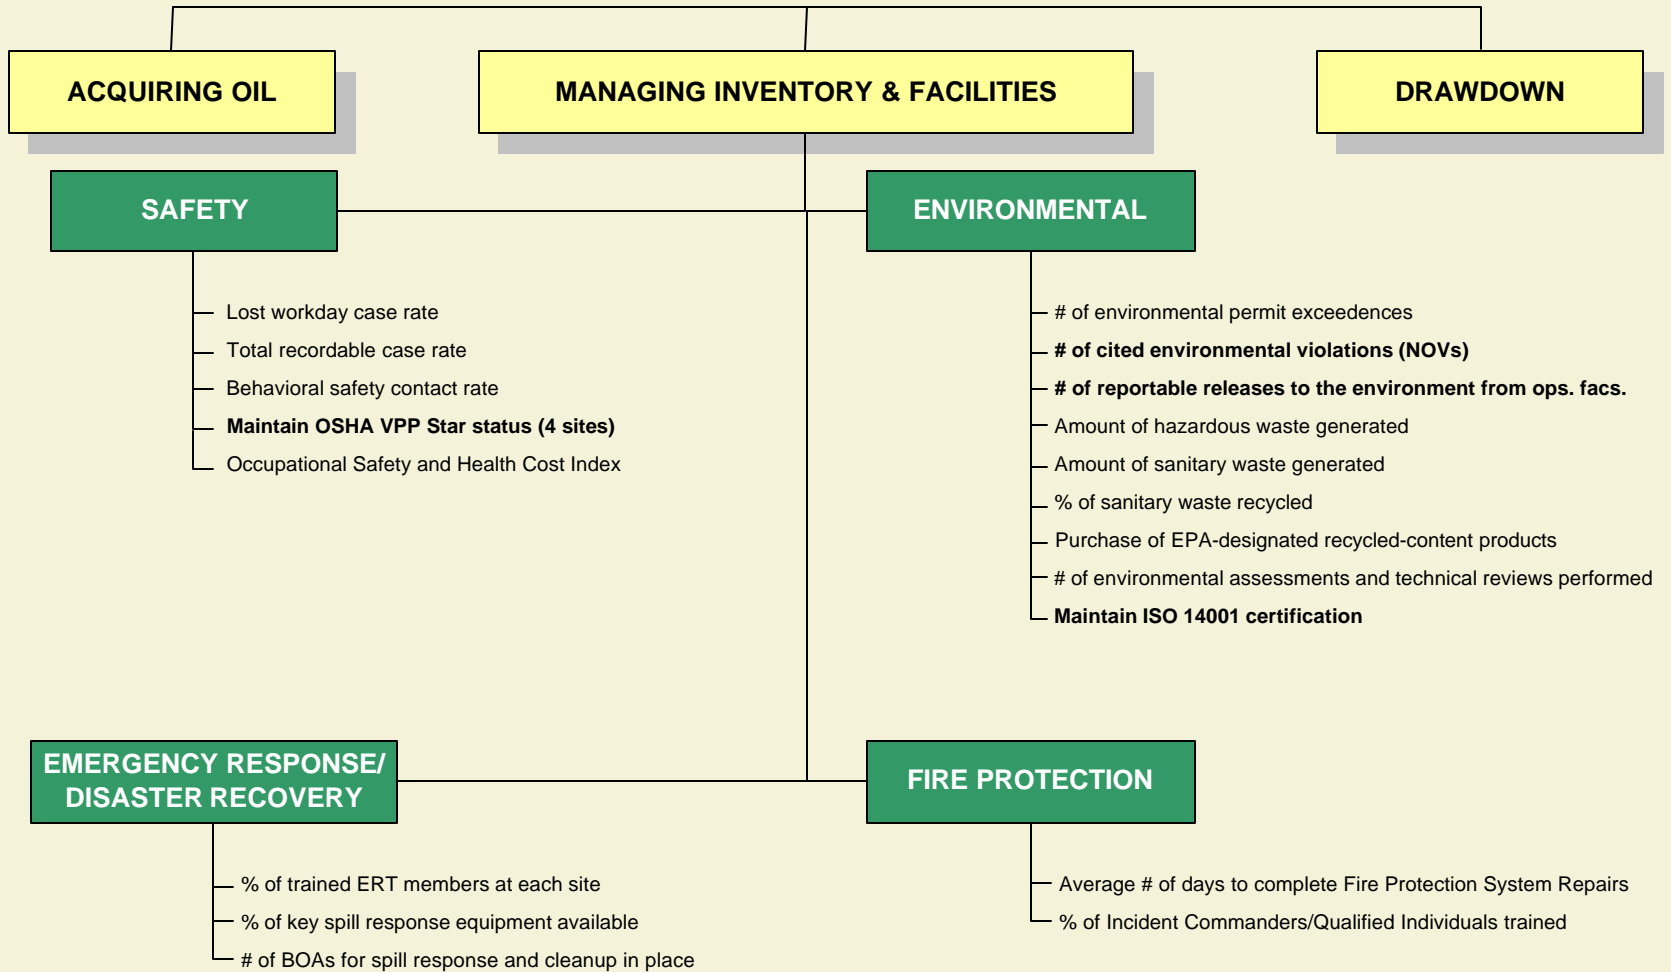 ACQUIRING OIL
MANAGING INVENTORY & FACILITIES
DRAWDOWN
SAFETY
Lost workday case rate
Total recordable case rate
Behavioral safety contact rate
Maintain OSHA VPP Star status (4 sites)
Occupational Safety and Health Cost Index
ENVIRONMENTAL
# of environmental permit exceedences
# of cited environmental violations (NOVs)
# of reportable releases to the environment from ops. facs.
Amount of hazardous waste generated
Amount of sanitary waste generated
% of sanitary waste recycled
Purchase of EPA-designated recycled-content products
# of environmental assessments and technical reviews performed
Maintain ISO 14001 certification
EMERGENCY RESPONSE/
DISASTER RECOVERY
% of trained ERT members at each site
% of key spill response equipment available
# of BOAs for spill response and cleanup in place
FIRE PROTECTION
Average # of days to complete Fire Protection System Repairs
% of Incident Commanders/Qualified Individuals trained